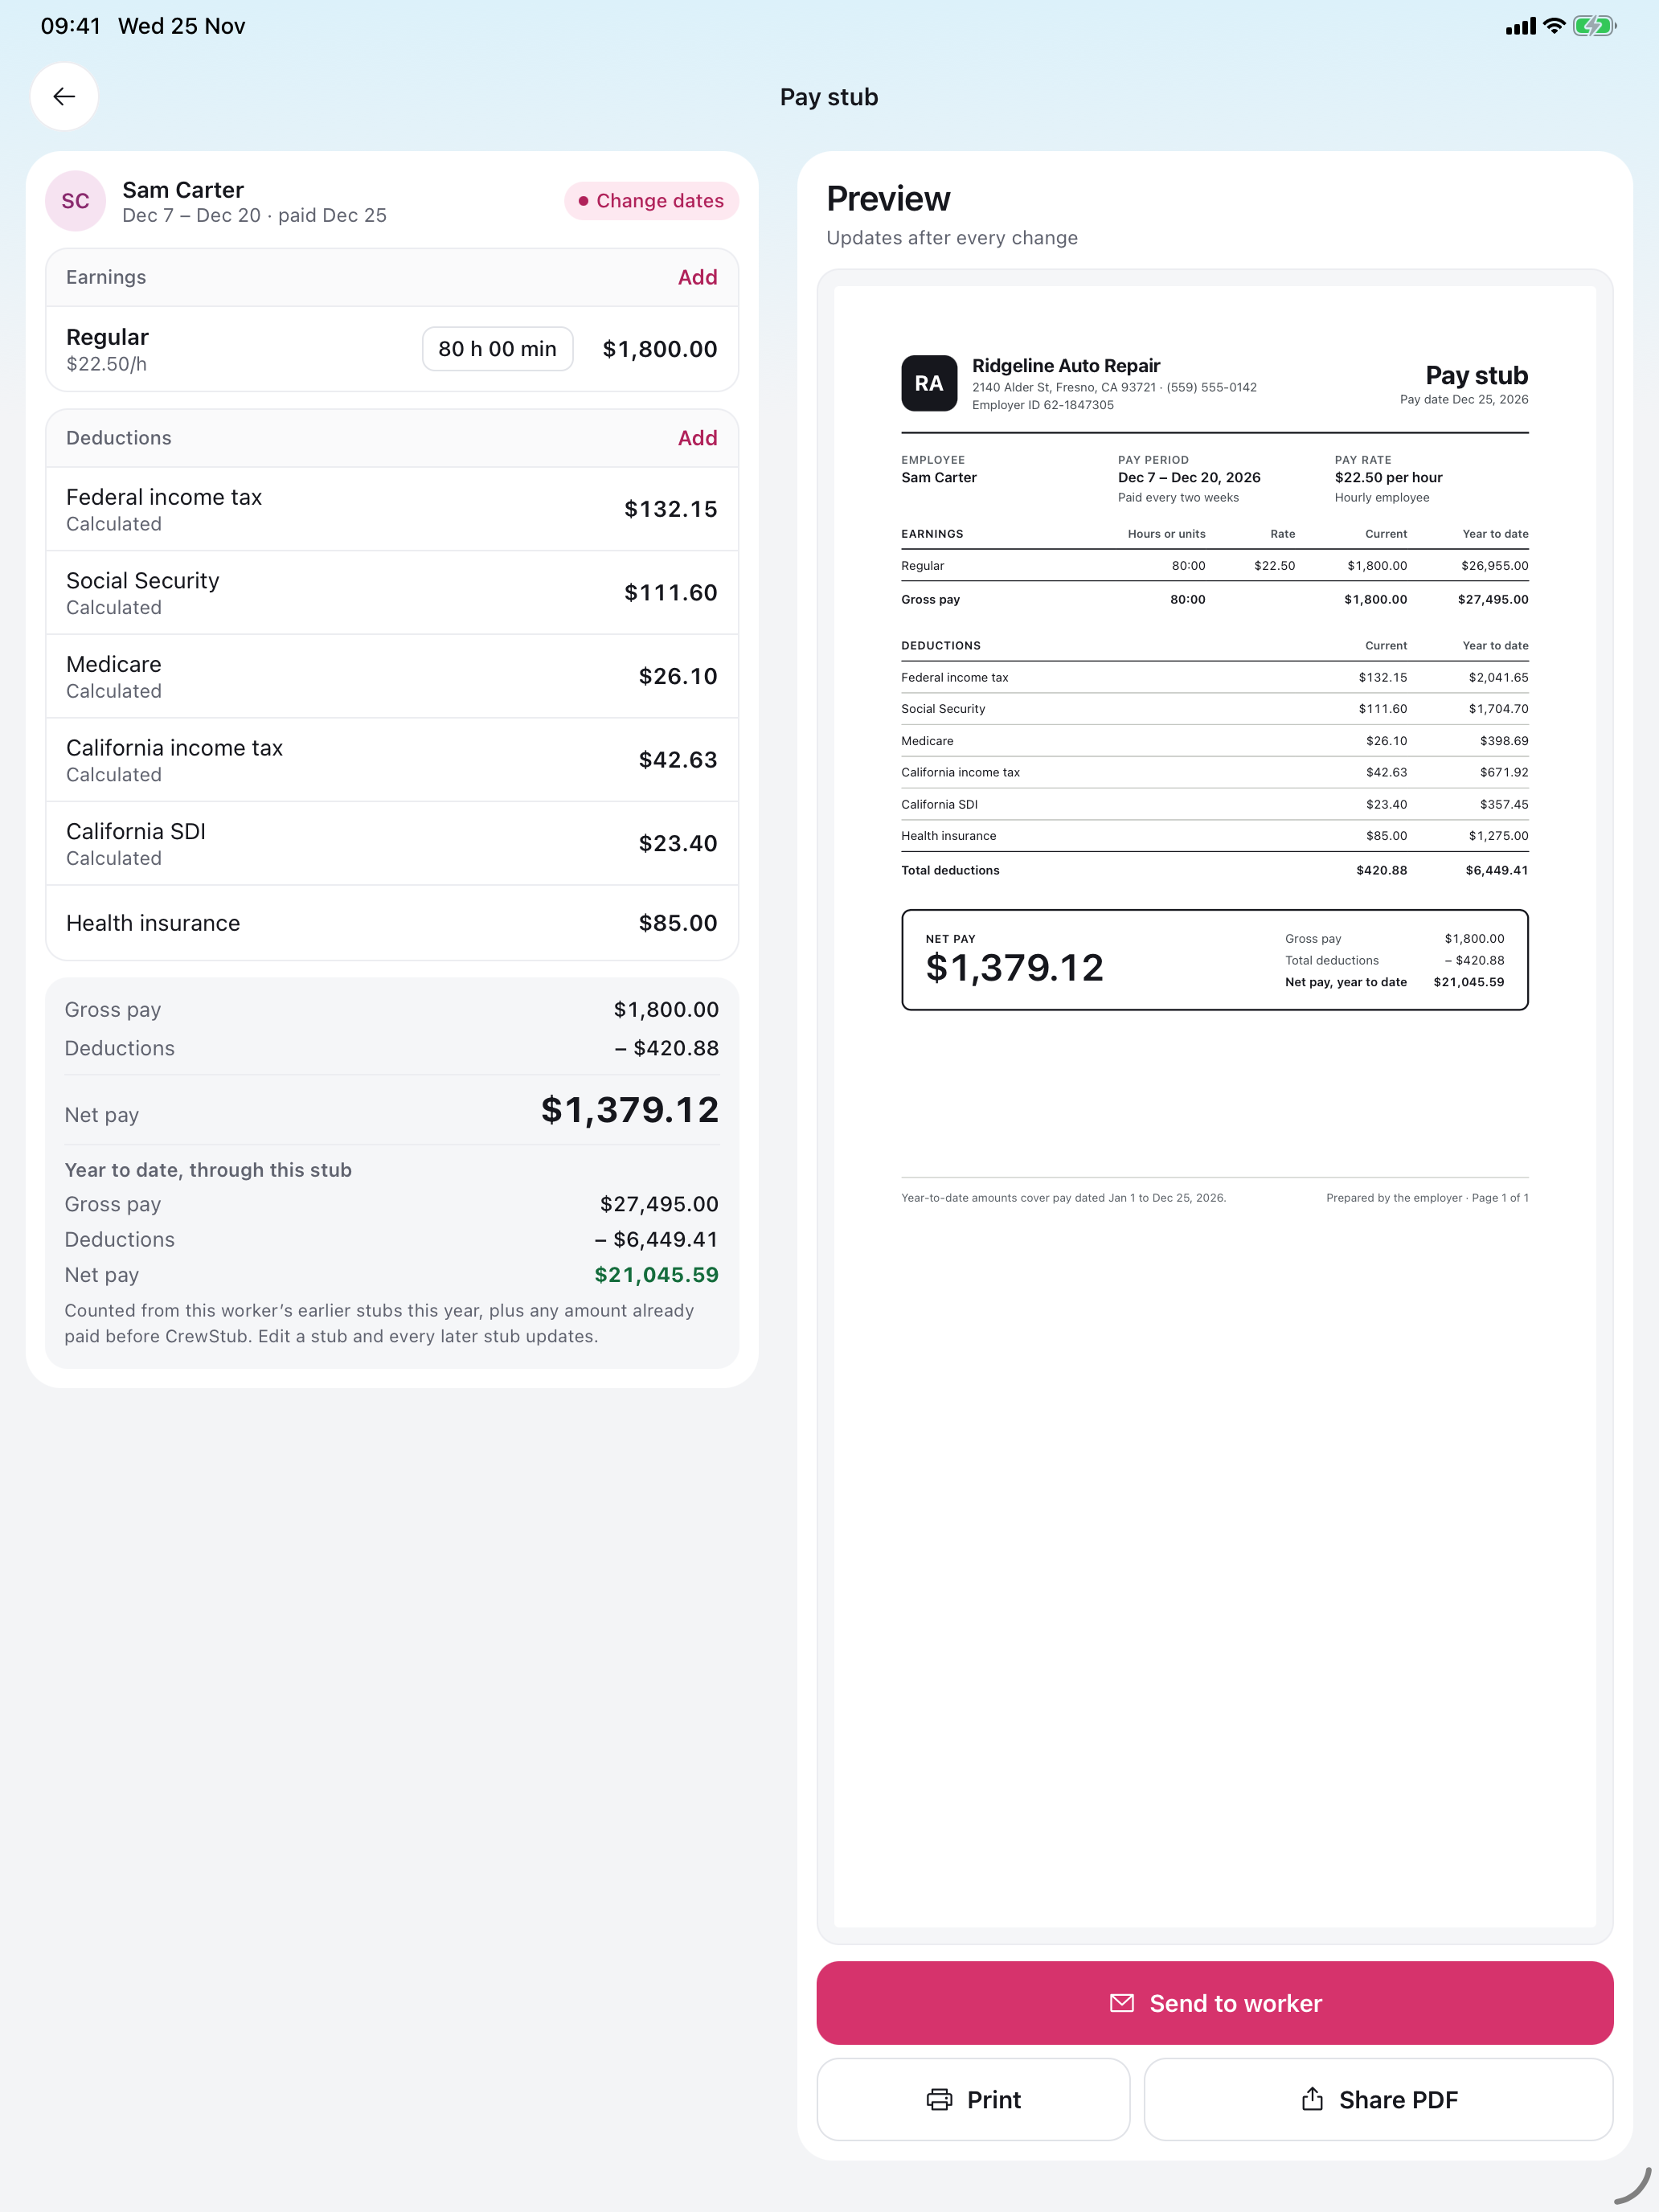 09:41 Wed 25 Nov
Pay stub
SC
Sam Carter
Dec 7 – Dec 20 · paid Dec 25
Change dates
Earnings Add
Regular
$22.50/h
80 h 00 min $1,800.00
Deductions Add
Federal income tax
Calculated
$132.15
Social Security
Calculated
$111.60
Medicare
Calculated
$26.10
California income tax
Calculated
$42.63
California SDI
Calculated
$23.40
Health insurance $85.00
Gross pay $1,800.00
Deductions – $420.88
Net pay $1,379.12
Year to date, through this stub
Gross pay $27,495.00
Deductions – $6,449.41
Net pay $21,045.59
Counted from this worker’s earlier stubs this year, plus any amount already
paid before CrewStub. Edit a stub and every later stub updates.
Preview
Updates after every change
RA
Ridgeline Auto Repair
2140 Alder St, Fresno, CA 93721 · (559) 555-0142
Employer ID 62-1847305
Pay stub
Pay date Dec 25, 2026
EMPLOYEE PAY PERIOD PAY RATE
Sam Carter Dec 7 – Dec 20, 2026 $22.50 per hour
Paid every two weeks Hourly employee
EARNINGS Hours or units Rate Current Year to date
Regular 80:00 $22.50 $1,800.00 $26,955.00
Gross pay 80:00 $1,800.00 $27,495.00
DEDUCTIONS Current Year to date
Federal income tax $132.15 $2,041.65
Social Security $111.60 $1,704.70
Medicare $26.10 $398.69
California income tax $42.63 $671.92
California SDI $23.40 $357.45
Health insurance $85.00 $1,275.00
Total deductions $420.88 $6,449.41
NET PAY
$1,379.12
Gross pay $1,800.00
Total deductions – $420.88
Net pay, year to date $21,045.59
Year-to-date amounts cover pay dated Jan 1 to Dec 25, 2026. Prepared by the employer · Page 1 of 1
Send to worker
Print Share PDF